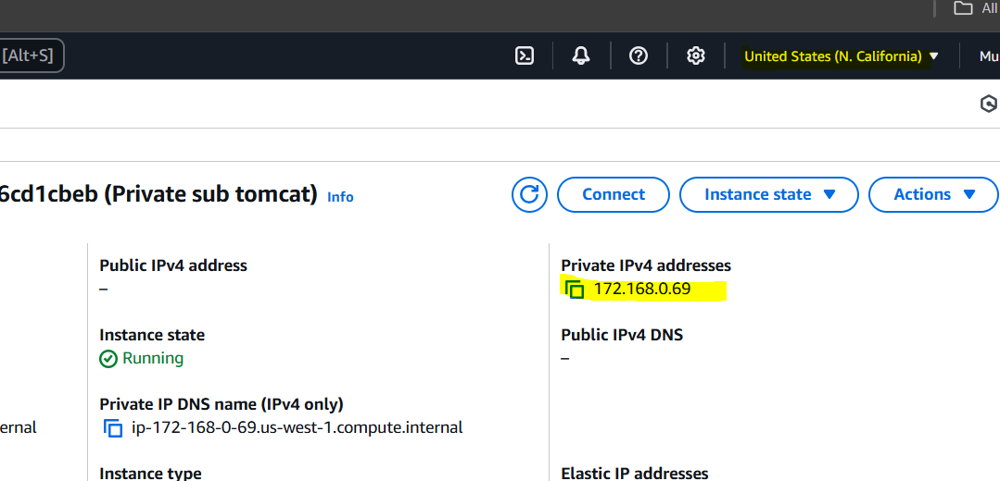 All
[Alt+S]
United States (N. California)
Mu
6cd1cbeb (Private sub tomcat) Info
Connect
Instance state
Actions
Public IPv4 address
–
Private IPv4 addresses
172.168.0.69
Instance state
Running
Public IPv4 DNS
–
Private IP DNS name (IPv4 only)
ernal
ip-172-168-0-69.us-west-1.compute.internal
Instance type
Elastic IP addresses